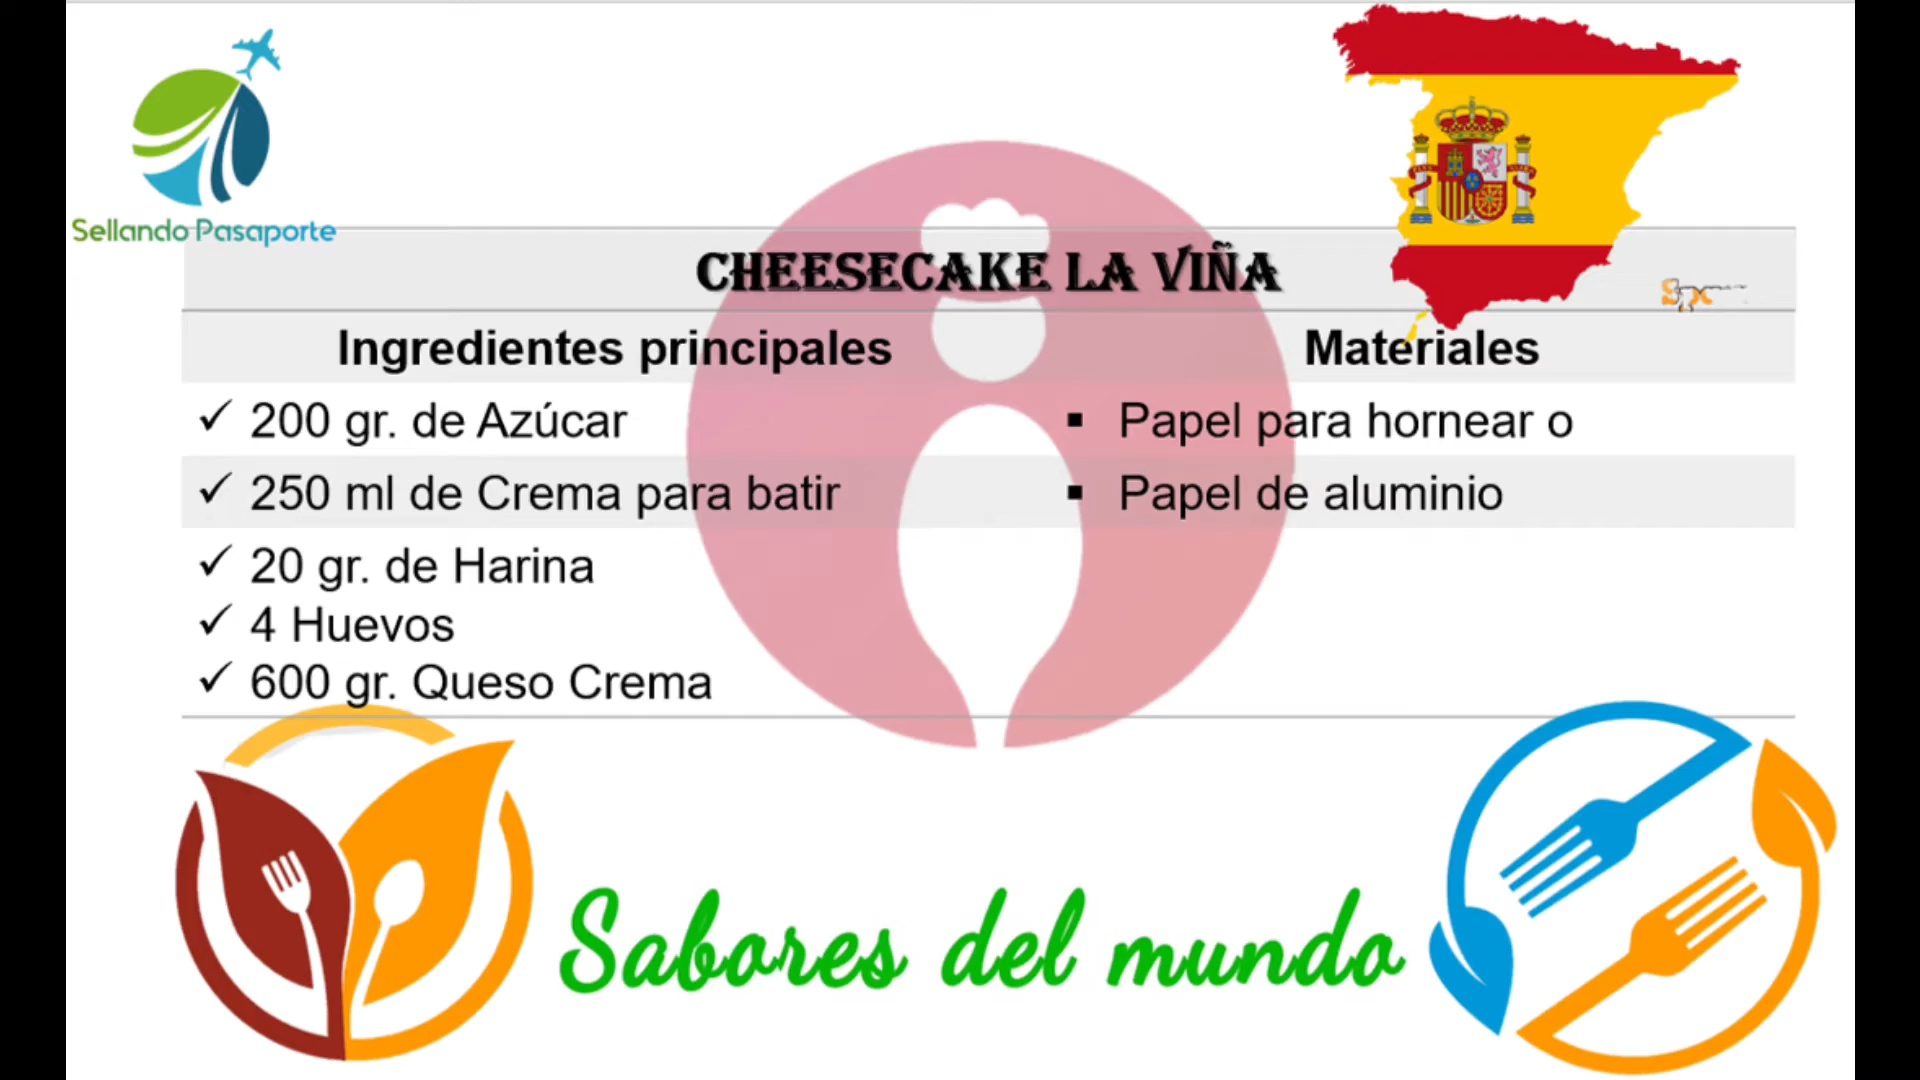 Sellando Pasaporte
CHEESECAKE LA VIÑA
Ingredientes principales
Materiales
✓ 200 gr. de Azúcar
▪ Papel para hornear o
✓ 250 ml de Crema para batir
▪ Papel de aluminio
✓ 20 gr. de Harina
✓ 4 Huevos
✓ 600 gr. Queso Crema
Sabores del mundo